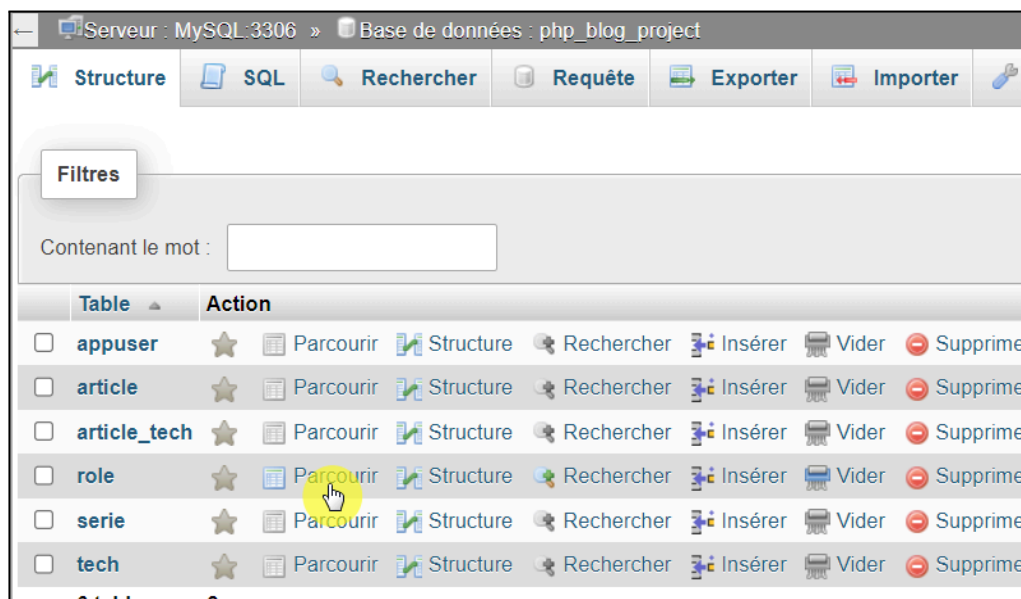 ← Serveur : MySQL:3306 » Base de données : php_blog_project
Structure SQL Rechercher Requête Exporter Importer
Filtres
Contenant le mot :
Table Action
appuser Parcourir Structure Rechercher Insérer Vider Supprime
article Parcourir Structure Rechercher Insérer Vider Supprime
article_tech Parcourir Structure Rechercher Insérer Vider Supprime
role Parcourir Structure Rechercher Insérer Vider Supprime
serie Parcourir Structure Rechercher Insérer Vider Supprime
tech Parcourir Structure Rechercher Insérer Vider Supprime